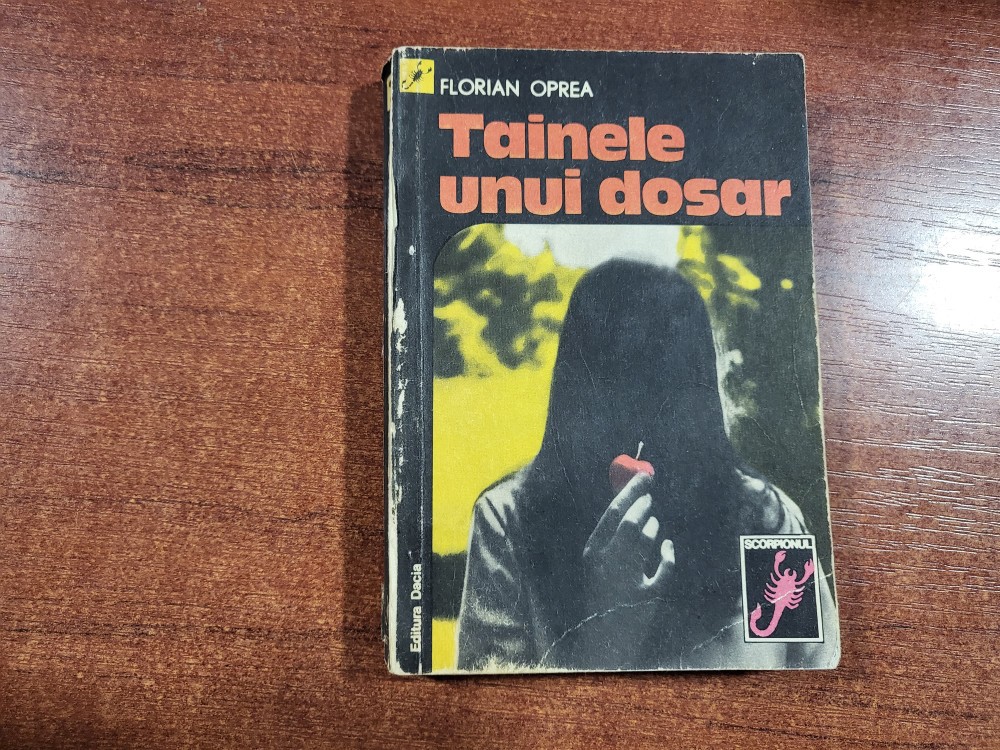 FLORIAN OPREA
Tainele
unui dosar
SCORPIONUL
Editura Dacia